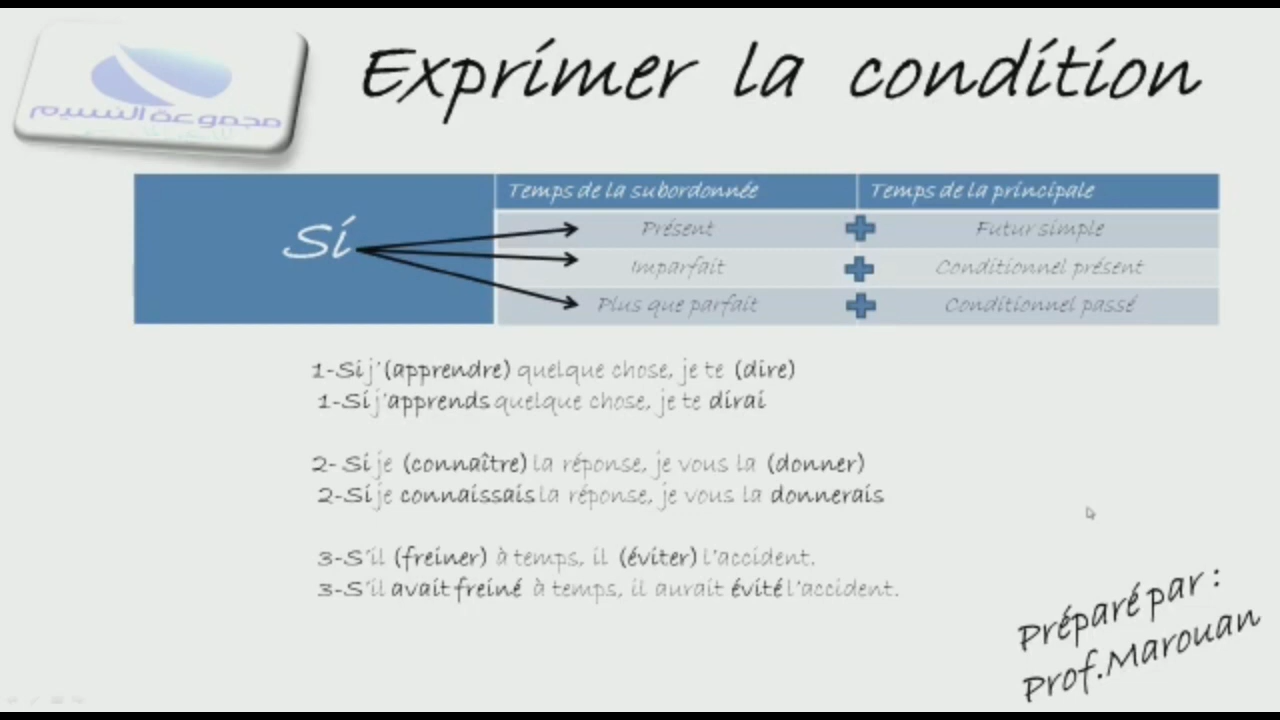 مجموعة النسيم
Exprimer la condition
Si
Temps de la subordonnée Temps de la principale
Présent Futur simple
Imparfait Conditionnel présent
Plus que parfait Conditionnel passé
1-Si j'(apprendre) quelque chose, je te (dire)
1-Si j'apprends quelque chose, je te dirai
2- Si je (connaître) la réponse, je vous la (donner)
2-Si je connaissais la réponse, je vous la donnerais
3-S'il (freiner) à temps, il (éviter) l'accident.
3-S'il avait freiné à temps, il aurait évité l'accident.
Préparé par :
Prof.Marouan